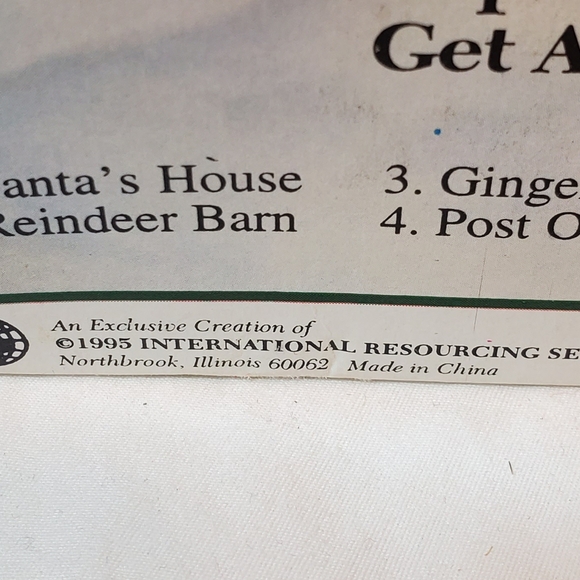 Get A
anta's House
Reindeer Barn
3. Ginge
4. Post O
An Exclusive Creation of
©1995 INTERNATIONAL RESOURCING SE
Northbrook, Illinois 60062 Made in China